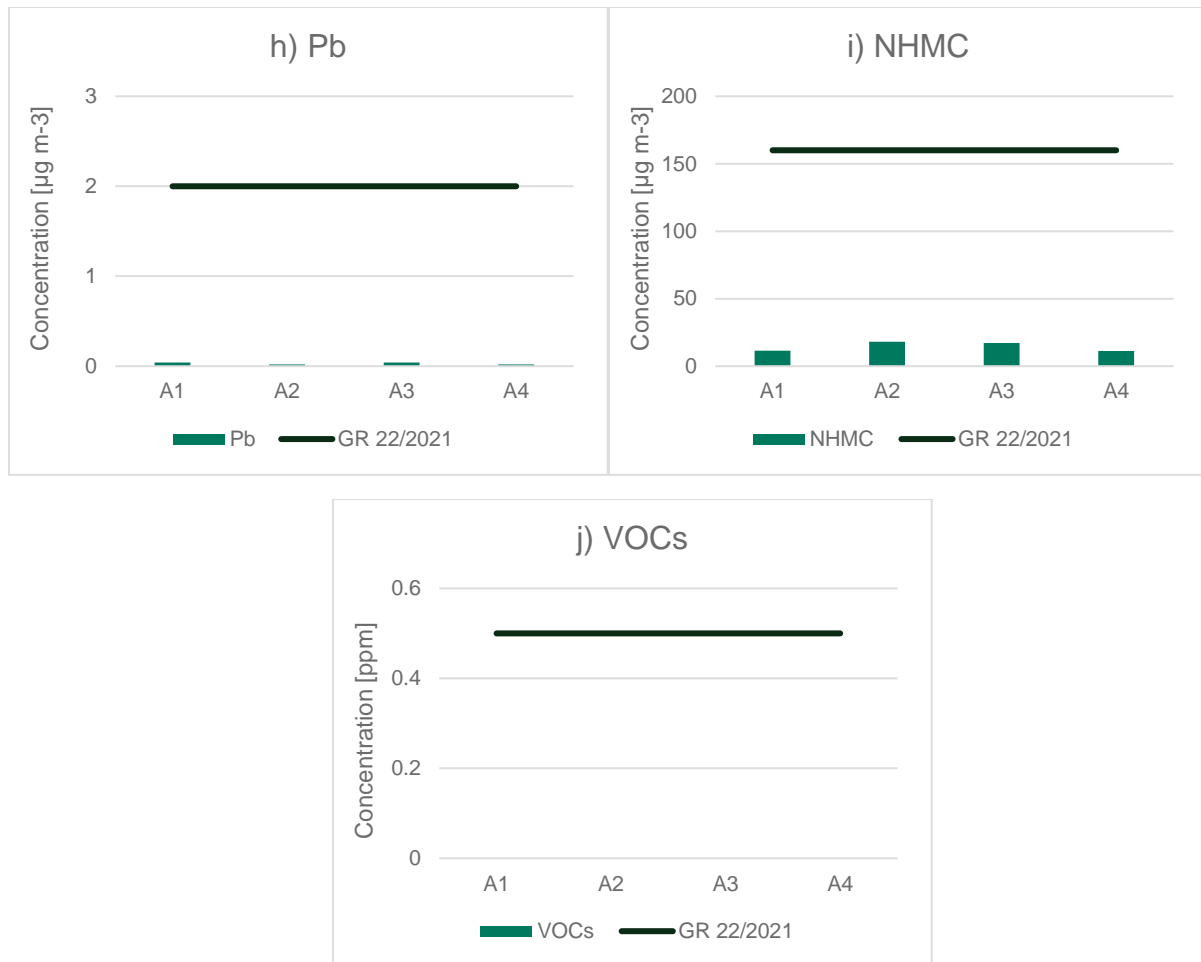 h) Pb
Concentration [µg m-3]
3
2
1
0
A1 A2 A3 A4
Pb GR 22/2021
i) NHMC
Concentration [µg m-3]
200
150
100
50
0
A1 A2 A3 A4
NHMC GR 22/2021
j) VOCs
Concentration [ppm]
0.6
0.4
0.2
0
A1 A2 A3 A4
VOCs GR 22/2021